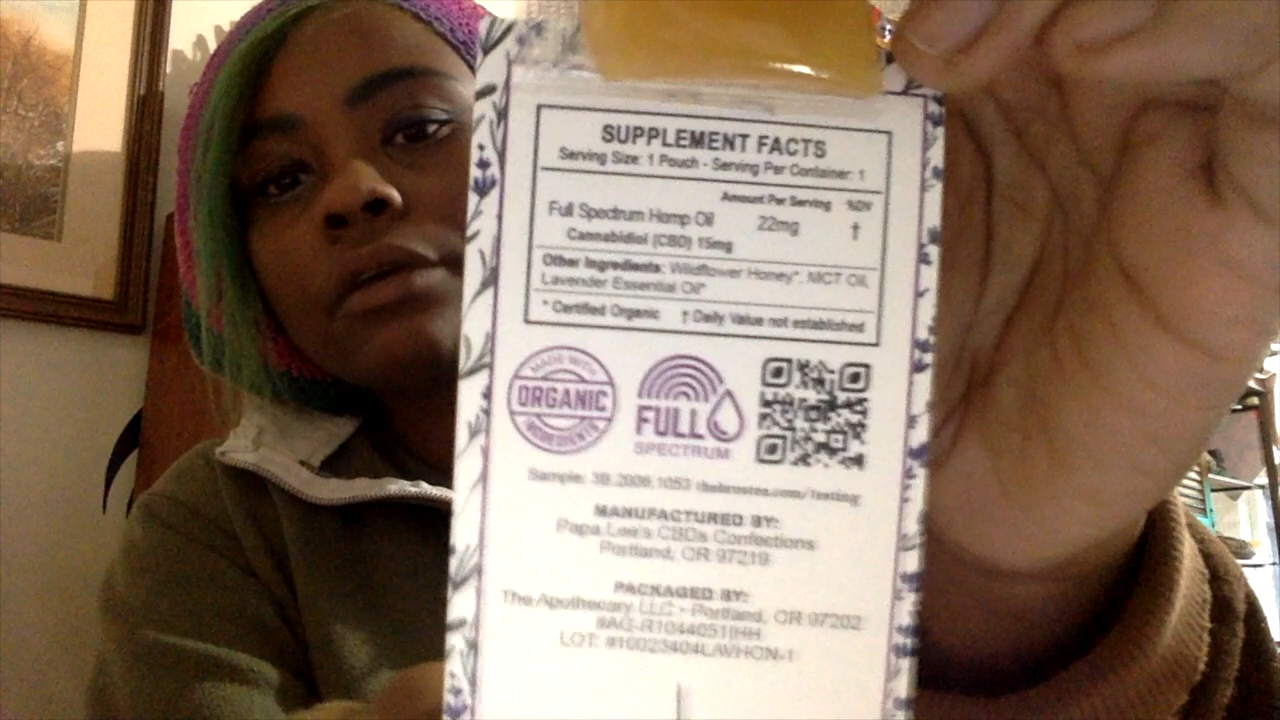 SUPPLEMENT FACTS
Serving Size: 1 Pouch - Serving Per Container: 1
Amount Per Serving %DV
Full Spectrum Hemp Oil 22mg †
Cannabidiol (CBD) 15mg
Other Ingredients: Wildflower Honey*, MCT Oil,
Lavender Essential Oil*
* Certified Organic † Daily Value not established
MADE WITH
ORGANIC
INGREDIENTS
FULL
SPECTRUM
Sample:
MANUFACTURED BY:
Papa Lee's CBDs Confections
Portland, OR 97219
PACKAGED BY:
The Apothecary LLC - Portland, OR 97202
LOT: